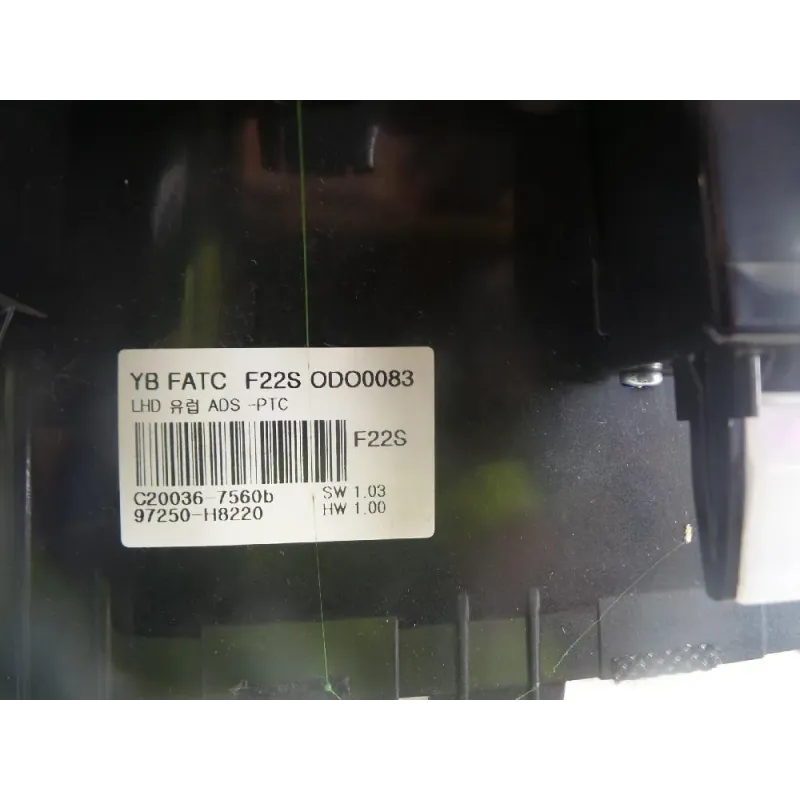 YB FATC F22S ODO0083
LHD 유럽 ADS -PTC
F22S
C20036-7560b SW 1.03
97250-H8220 HW 1.00